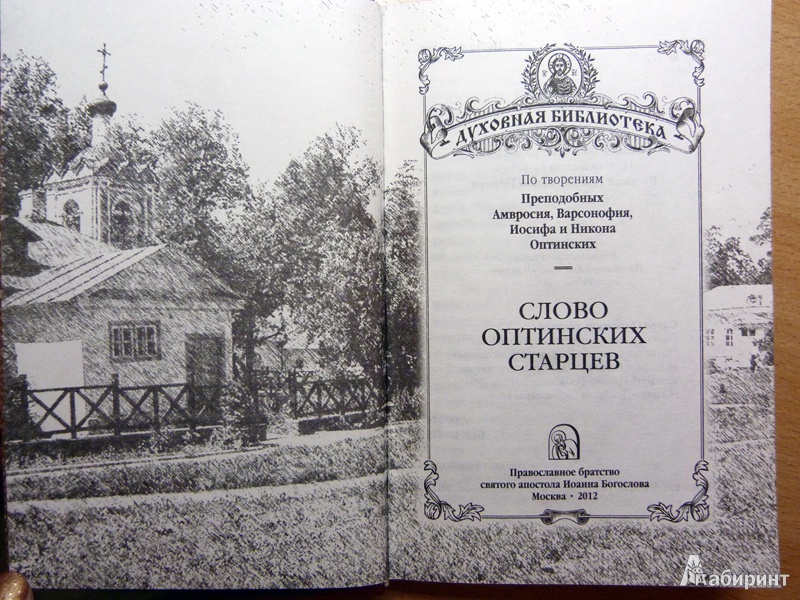 ДУХОВНАЯ БИБЛИОТЕКА
По творениям
Преподобных
Амвросия, Варсонофия,
Иосифа и Никона
Оптинских
СЛОВО
ОПТИНСКИХ
СТАРЦЕВ
Православное братство
святого апостола Иоанна Богослова
Москва • 2012
Лабиринт